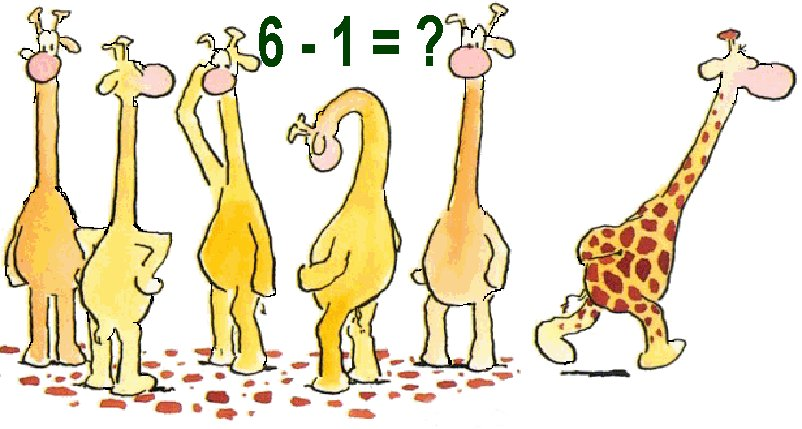 6 - 1 = ?